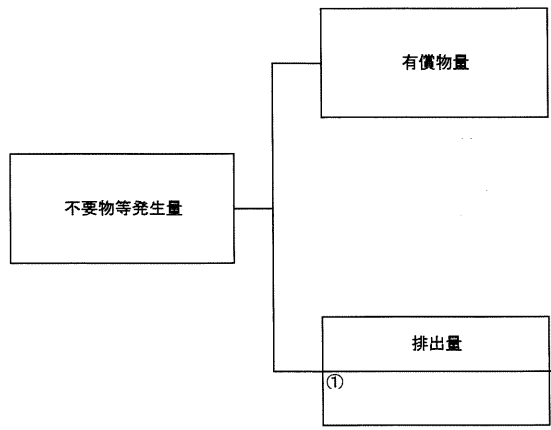 有償物量
不要物等発生量
排出量
①